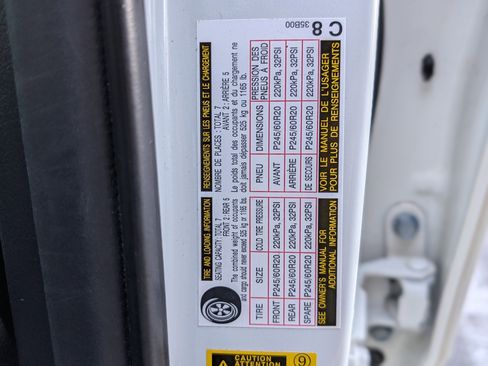 TIRE AND LOADING INFORMATION
SEATING CAPACITY: TOTAL 7
FRONT 2 : REAR 5
The combined weight of occupants
and cargo should never exceed 525 kg or 1165 lbs.
TIRE SIZE COLD TIRE PRESSURE
FRONT P245/60R20 220kPa, 32PSI
REAR P245/60R20 220kPa, 32PSI
SPARE P245/60R20 220kPa, 32PSI
SEE OWNER'S MANUAL FOR
ADDITIONAL INFORMATION
RENSEIGNEMENTS SUR LES PNEUS ET LE CHARGEMENT
NOMBRE DE PLACES : TOTAL 7
AVANT 2 : ARRIÈRE 5
Le poids total des occupants et du chargement ne
doit jamais dépasser 525 kg ou 1165 lb.
PNEU DIMENSIONS PRESSION DES
PNEUS À FROID
AVANT P245/60R20 220kPa, 32PSI
ARRIÈRE P245/60R20 220kPa, 32PSI
DE SECOURS P245/60R20 220kPa, 32PSI
VOIR LE MANUEL DE L'USAGER
POUR PLUS DE RENSEIGNEMENTS
C 8
35B00
CAUTION
ATTENTION
9